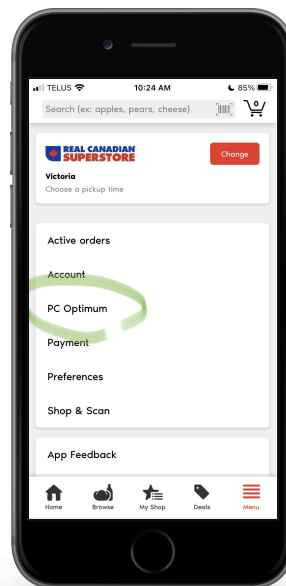 TELUS 10:24 AM 85%
Search (ex: apples, pears, cheese) 0
REAL CANADIAN
SUPERSTORE
Change
Victoria
Choose a pickup time
Active orders
Account
PC Optimum
Payment
Preferences
Shop & Scan
App Feedback
Home Browse My Shop Deals Menu